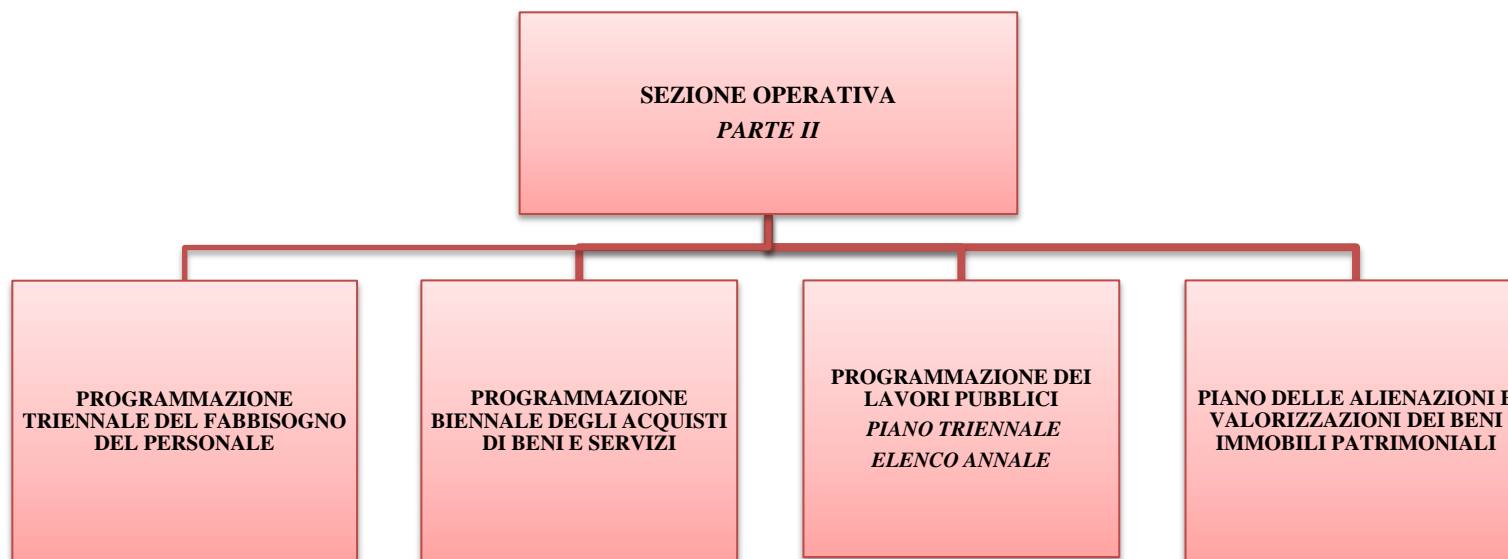 SEZIONE OPERATIVA
PARTE II
PROGRAMMAZIONE
TRIENNALE DEL FABBISOGNO
DEL PERSONALE
PROGRAMMAZIONE
BIENNALE DEGLI ACQUISTI
DI BENI E SERVIZI
PROGRAMMAZIONE DEI
LAVORI PUBBLICI
PIANO TRIENNALE
ELENCO ANNALE
PIANO DELLE ALIENAZIONI E
VALORIZZAZIONI DEI BENI
IMMOBILI PATRIMONIALI